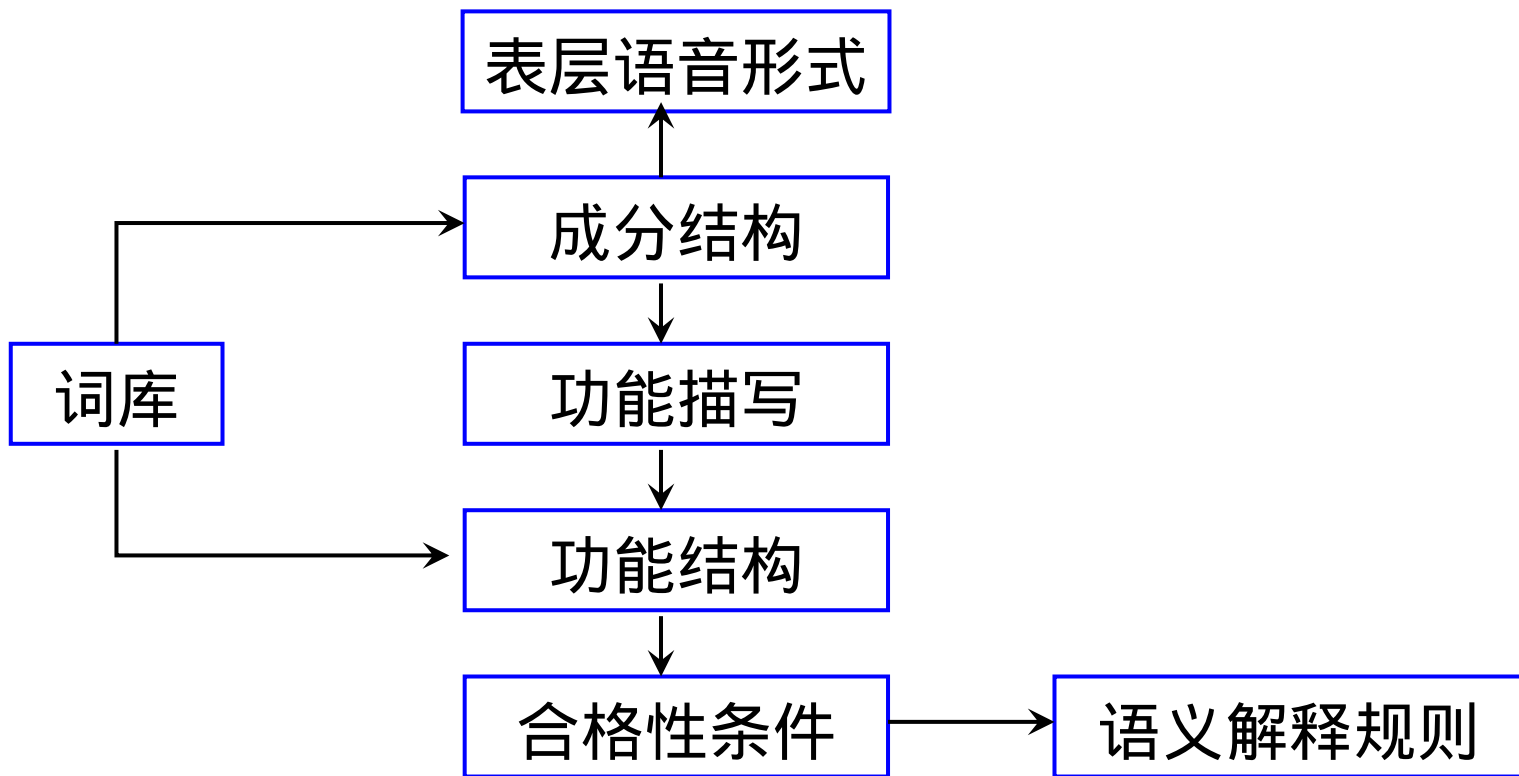 表层语音形式
成分结构
词库
功能描写
功能结构
合格性条件
语义解释规则